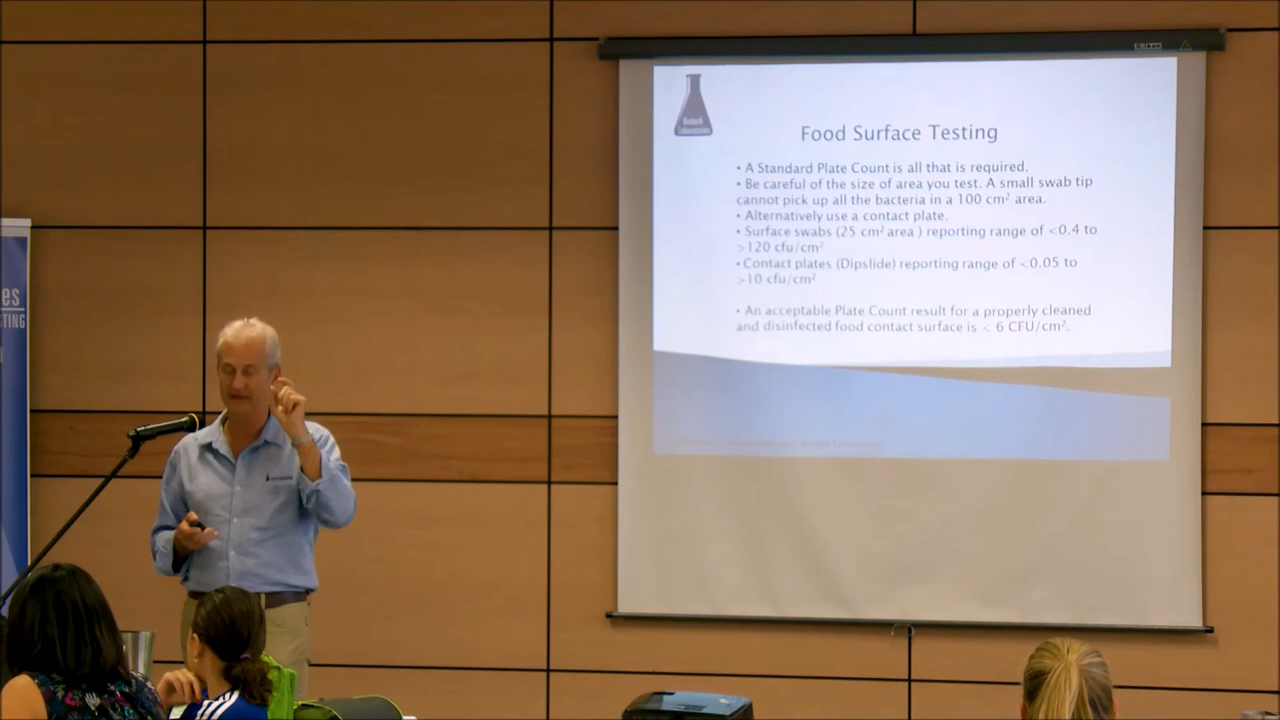 es
STING
Biotech
Laboratories
Food Surface Testing
• A Standard Plate Count is all that is required.
• Be careful of the size of area you test. A small swab tip
cannot pick up all the bacteria in a 100 cm² area.
• Alternatively use a contact plate.
• Surface swabs (25 cm² area ) reporting range of <0.4 to
>120 cfu/cm²
• Contact plates (Dipslide) reporting range of <0.05 to
>10 cfu/cm²
• An acceptable Plate Count result for a properly cleaned
and disinfected food contact surface is < 6 CFU/cm².